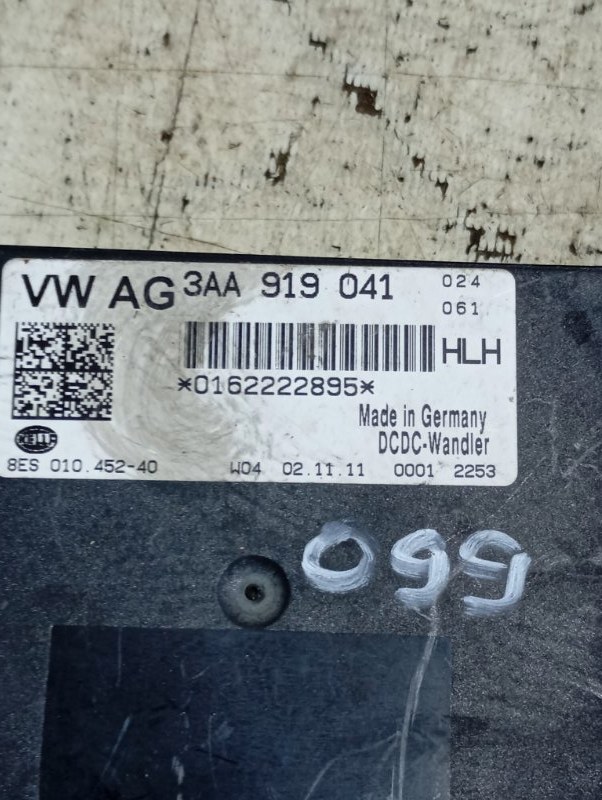 VW AG 3AA 919 041 024
061
HLH
*0162222895*
Made in Germany
DCDC-Wandler
HELLA
8ES 010.452-40 W04 02.11.11 0001 2253
099